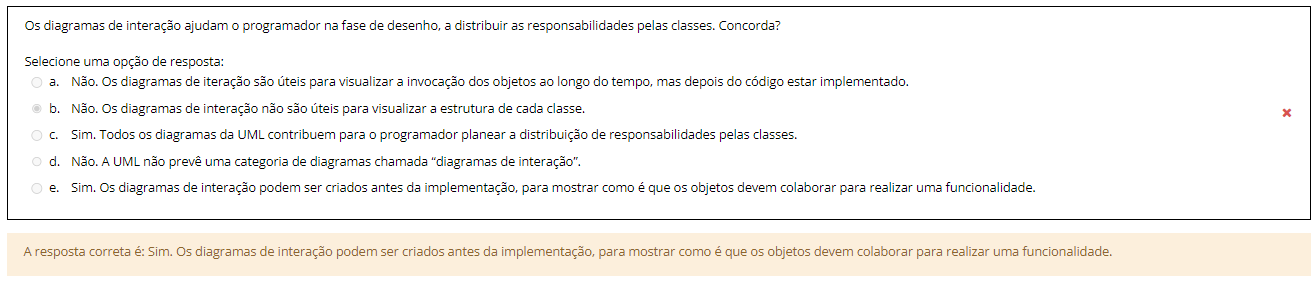 Os diagramas de interação ajudam o programador na fase de desenho, a distribuir as responsabilidades pelas classes. Concorda?
Selecione uma opção de resposta:
a. Não. Os diagramas de iteração são úteis para visualizar a invocação dos objetos ao longo do tempo, mas depois do código estar implementado.
b. Não. Os diagramas de interação não são úteis para visualizar a estrutura de cada classe.
c. Sim. Todos os diagramas da UML contribuem para o programador planear a distribuição de responsabilidades pelas classes.
d. Não. A UML não prevê uma categoria de diagramas chamada “diagramas de interação”.
e. Sim. Os diagramas de interação podem ser criados antes da implementação, para mostrar como é que os objetos devem colaborar para realizar uma funcionalidade.
A resposta correta é: Sim. Os diagramas de interação podem ser criados antes da implementação, para mostrar como é que os objetos devem colaborar para realizar uma funcionalidade.